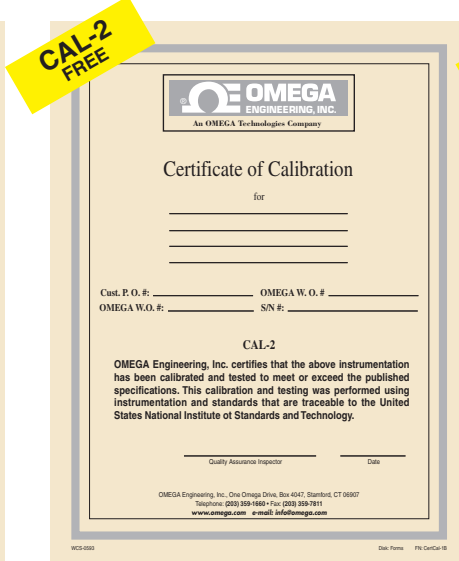 CAL-2
FREE
® OMEGA
ENGINEERING, INC.
An OMEGA Technologies Company
Certificate of Calibration
for
Cust. P. O. #: OMEGA W. O. #
OMEGA W.O. #: S/N #:
CAL-2
OMEGA Engineering, Inc. certifies that the above instrumentation
has been calibrated and tested to meet or exceed the published
specifications. This calibration and testing was performed using
instrumentation and standards that are traceable to the United
States National Institute ot Standards and Technology.
Quality Assurance Inspector Date
OMEGA Engineering, Inc., One Omega Drive, Box 4047, Stamford, CT 06907
Telephone: (203) 359-1660 • Fax: (203) 359-7811
www.omega.com e-mail: info@omega.com
WCS-0593 Disk: Forms FN: CertCal-1B